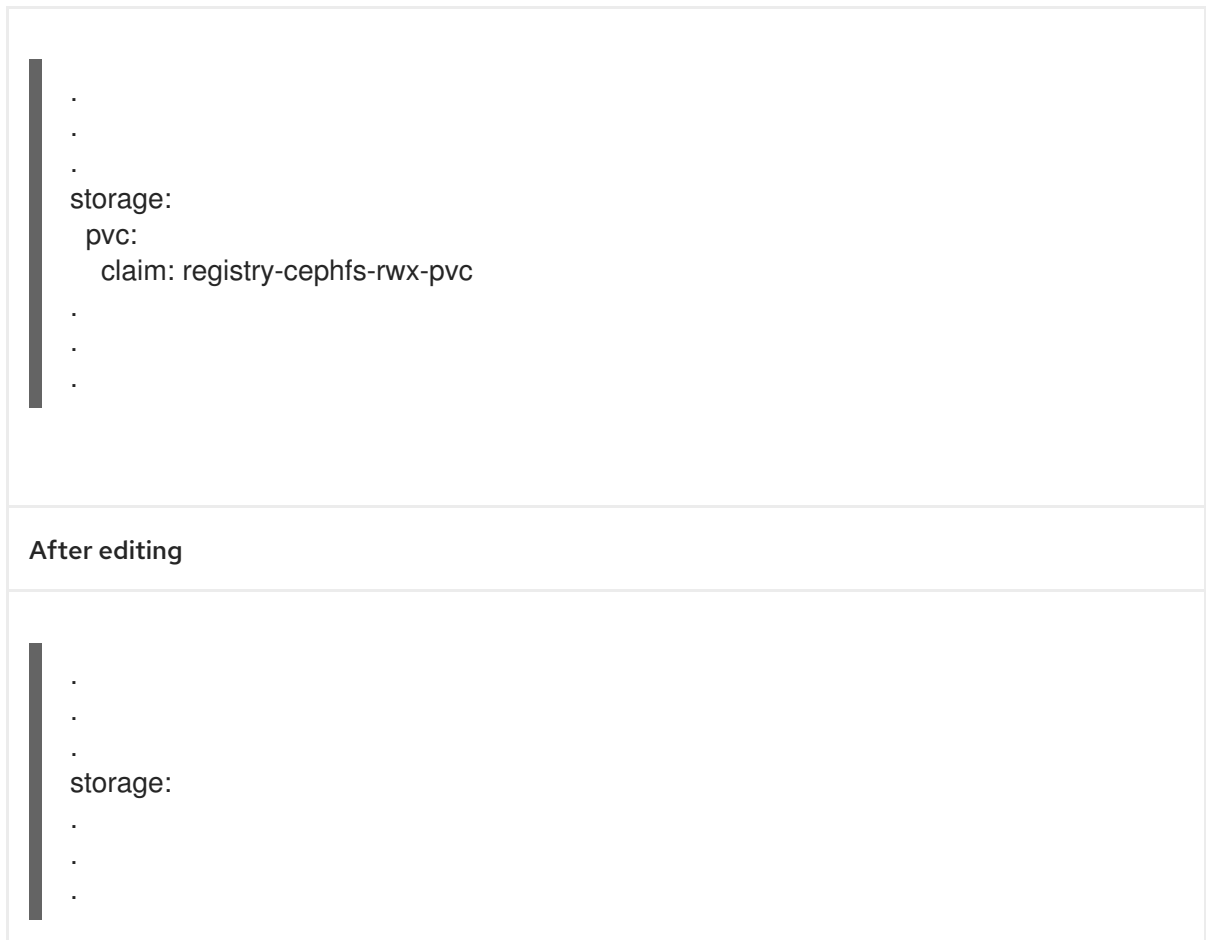 .
.
.
storage:
  pvc:
    claim: registry-cephfs-rwx-pvc
.
.
.
After editing
.
.
.
storage:
.
.
.